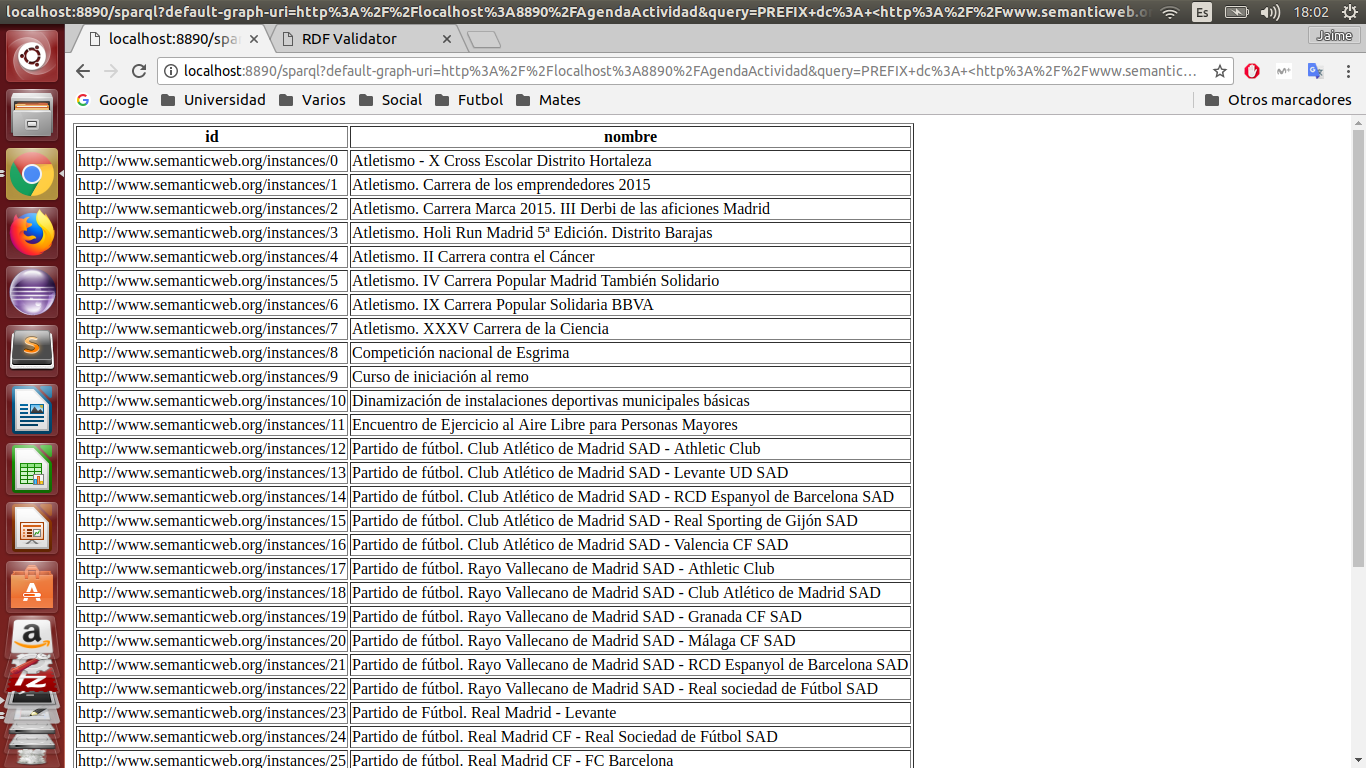 localhost:8890/sparql?default-graph-uri=http%3A%2F%2Flocalhost%3A8890%2FAgendaActividad&query=PREFIX+dc%3A+<http%3A%2F%2Fwww.semanticweb.o
Es
18:02
localhost:8890/spar
RDF Validator
Jaime
localhost:8890/sparql?default-graph-uri=http%3A%2F%2Flocalhost%3A8890%2FAgendaActividad&query=PREFIX+dc%3A+<http%3A%2F%2Fwww.semantic...
Google Universidad Varios Social Futbol Mates Otros marcadores
id nombre
http://www.semanticweb.org/instances/0 Atletismo - X Cross Escolar Distrito Hortaleza
http://www.semanticweb.org/instances/1 Atletismo. Carrera de los emprendedores 2015
http://www.semanticweb.org/instances/2 Atletismo. Carrera Marca 2015. III Derbi de las aficiones Madrid
http://www.semanticweb.org/instances/3 Atletismo. Holi Run Madrid 5ª Edición. Distrito Barajas
http://www.semanticweb.org/instances/4 Atletismo. II Carrera contra el Cáncer
http://www.semanticweb.org/instances/5 Atletismo. IV Carrera Popular Madrid También Solidario
http://www.semanticweb.org/instances/6 Atletismo. IX Carrera Popular Solidaria BBVA
http://www.semanticweb.org/instances/7 Atletismo. XXXV Carrera de la Ciencia
http://www.semanticweb.org/instances/8 Competición nacional de Esgrima
http://www.semanticweb.org/instances/9 Curso de iniciación al remo
http://www.semanticweb.org/instances/10 Dinamización de instalaciones deportivas municipales básicas
http://www.semanticweb.org/instances/11 Encuentro de Ejercicio al Aire Libre para Personas Mayores
http://www.semanticweb.org/instances/12 Partido de fútbol. Club Atlético de Madrid SAD - Athletic Club
http://www.semanticweb.org/instances/13 Partido de fútbol. Club Atlético de Madrid SAD - Levante UD SAD
http://www.semanticweb.org/instances/14 Partido de fútbol. Club Atlético de Madrid SAD - RCD Espanyol de Barcelona SAD
http://www.semanticweb.org/instances/15 Partido de fútbol. Club Atlético de Madrid SAD - Real Sporting de Gijón SAD
http://www.semanticweb.org/instances/16 Partido de fútbol. Club Atlético de Madrid SAD - Valencia CF SAD
http://www.semanticweb.org/instances/17 Partido de fútbol. Rayo Vallecano de Madrid SAD - Athletic Club
http://www.semanticweb.org/instances/18 Partido de fútbol. Rayo Vallecano de Madrid SAD - Club Atlético de Madrid SAD
http://www.semanticweb.org/instances/19 Partido de fútbol. Rayo Vallecano de Madrid SAD - Granada CF SAD
http://www.semanticweb.org/instances/20 Partido de fútbol. Rayo Vallecano de Madrid SAD - Málaga CF SAD
http://www.semanticweb.org/instances/21 Partido de fútbol. Rayo Vallecano de Madrid SAD - RCD Espanyol de Barcelona SAD
http://www.semanticweb.org/instances/22 Partido de fútbol. Rayo Vallecano de Madrid SAD - Real sociedad de Fútbol SAD
http://www.semanticweb.org/instances/23 Partido de Fútbol. Real Madrid - Levante
http://www.semanticweb.org/instances/24 Partido de fútbol. Real Madrid CF - Real Sociedad de Fútbol SAD
http://www.semanticweb.org/instances/25 Partido de fútbol. Real Madrid CF - FC Barcelona